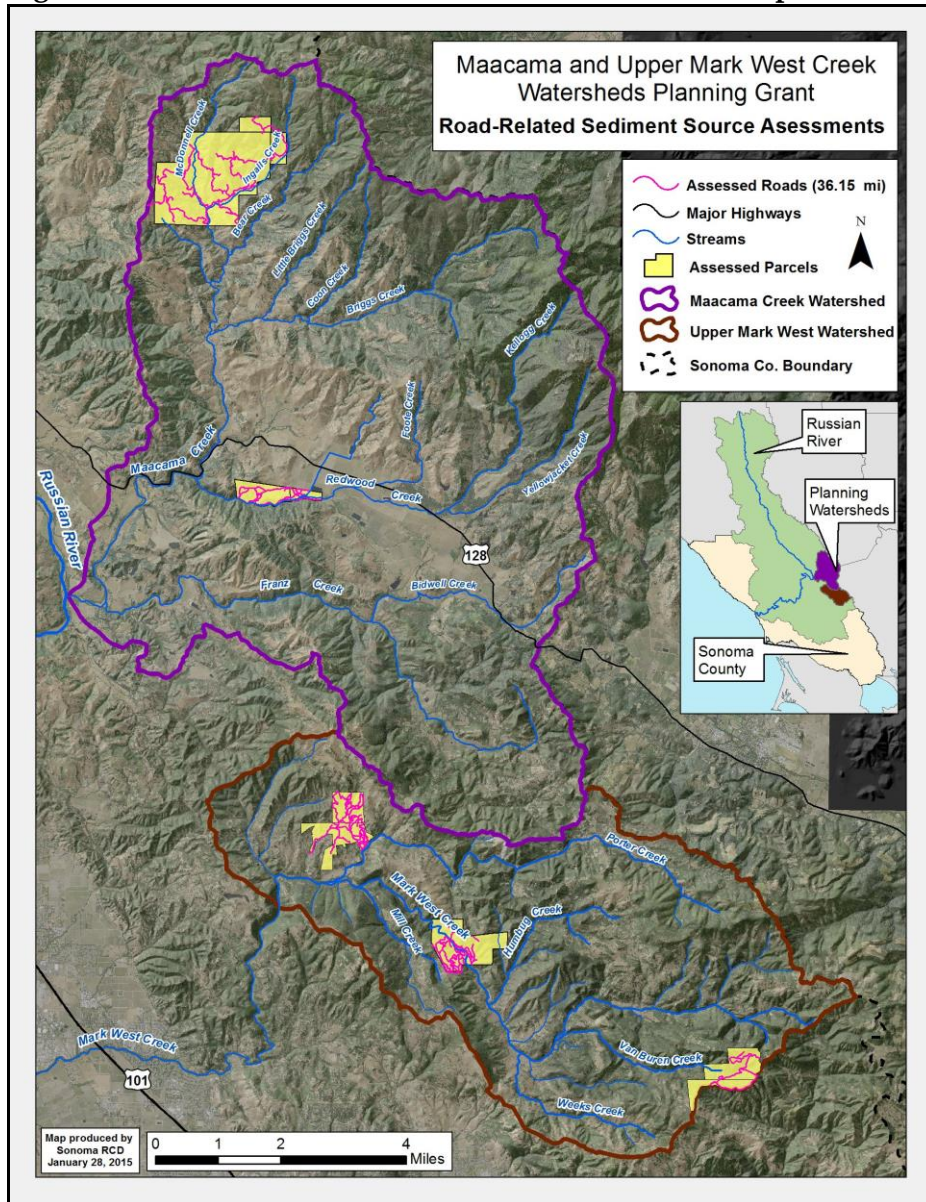 Maacama and Upper Mark West Creek
Watersheds Planning Grant
Road-Related Sediment Source Asessments
Assessed Roads (36.15 mi)
Major Highways
Streams
Assessed Parcels
Maacama Creek Watershed
Upper Mark West Watershed
Sonoma Co. Boundary
N
McDonnell Creek
Ingalls Creek
Bear Creek
Little Briggs Creek
Coon Creek
Briggs Creek
Kellogg Creek
Foote Creek
Yellowjacket Creek
Maacama Creek
Redwood Creek
Russian River
128
Franz Creek
Bidwell Creek
Russian
River
Planning
Watersheds
Sonoma
County
Porter Creek
Mark West Creek
Humbug Creek
Mill Creek
Van Buren Creek
Weeks Creek
Mark West Creek
101
Map produced by
Sonoma RCD
January 28, 2015
0 1 2 4
Miles